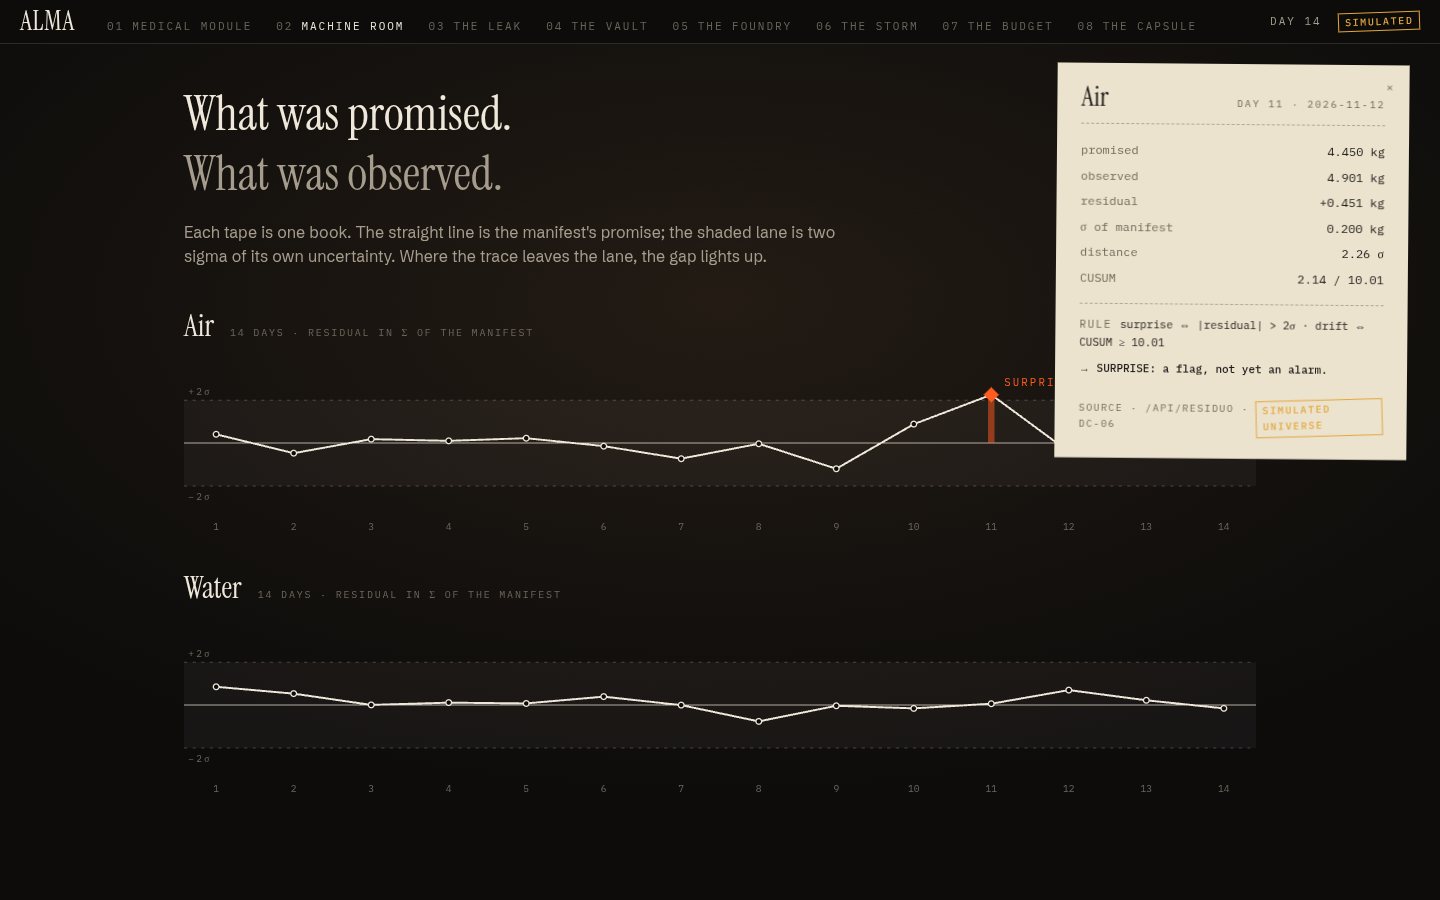 ALMA 01 MEDICAL MODULE 02 MACHINE ROOM 03 THE LEAK 04 THE VAULT 05 THE FOUNDRY 06 THE STORM 07 THE BUDGET 08 THE CAPSULE DAY 14 SIMULATED
What was promised.
What was observed.
Each tape is one book. The straight line is the manifest's promise; the shaded lane is two
sigma of its own uncertainty. Where the trace leaves the lane, the gap lights up.
Air 14 DAYS · RESIDUAL IN Σ OF THE MANIFEST
+2σ
SURPRI
−2σ
1 2 3 4 5 6 7 8 9 10 11 12 13 14
Water 14 DAYS · RESIDUAL IN Σ OF THE MANIFEST
+2σ
−2σ
1 2 3 4 5 6 7 8 9 10 11 12 13 14
×
Air DAY 11 · 2026-11-12
promised 4.450 kg
observed 4.901 kg
residual +0.451 kg
σ of manifest 0.200 kg
distance 2.26 σ
CUSUM 2.14 / 10.01
RULE surprise ⇔ |residual| > 2σ · drift ⇔
CUSUM ≥ 10.01
→ SURPRISE: a flag, not yet an alarm.
SOURCE · /API/RESIDUO ·
DC-06
SIMULATED
UNIVERSE